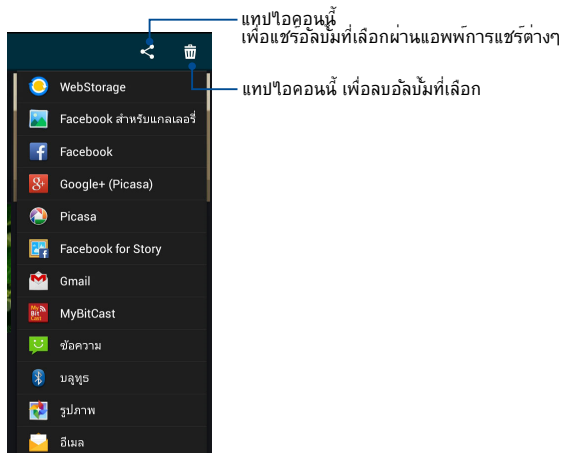 แทปไอคอนนี้
เพื่อแชร์อัลบั้มที่เลือกผ่านแอพพ์การแชร์ต่างๆ
แทปไอคอนนี้ เพื่อลบอัลบั้มที่เลือก
WebStorage
Facebook สำหรับแกลเลอรี่
Facebook
Google+ (Picasa)
Picasa
Facebook for Story
Gmail
MyBitCast
ข้อความ
บลูทูธ
รูปภาพ
อีเมล